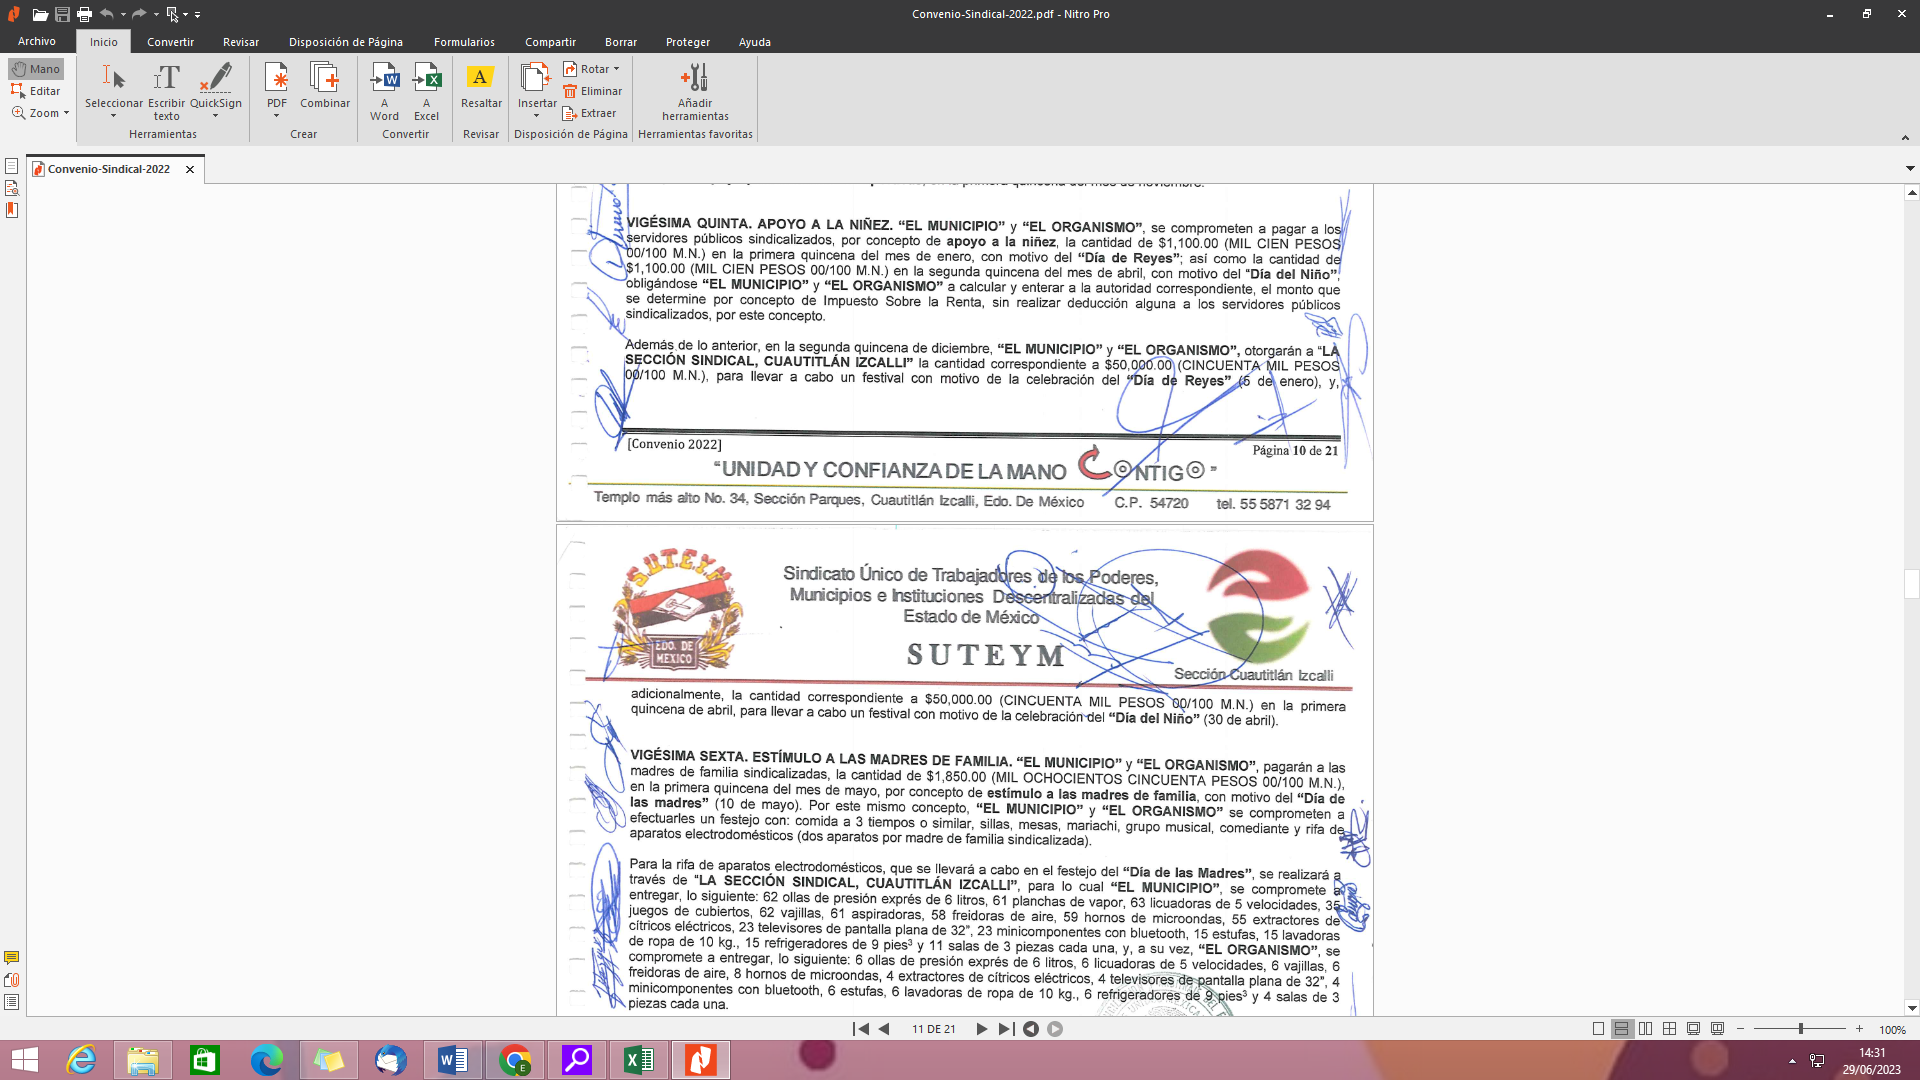 Convenio-Sindical-2022.pdf - Nitro Pro
Archivo Inicio Convertir Revisar Disposición de Página Formularios Compartir Borrar Proteger Ayuda
Mano
Editar
Zoom
Seleccionar Escribir texto QuickSign
Herramientas
PDF Combinar
Crear
A Word A Excel
Convertir
Resaltar
Revisar
Insertar Rotar Eliminar Extraer
Disposición de Página
Añadir herramientas
Herramientas favoritas
Convenio-Sindical-2022
VIGÉSIMA QUINTA. APOYO A LA NIÑEZ. “EL MUNICIPIO” y “EL ORGANISMO”, se comprometen a pagar a los
servidores públicos sindicalizados, por concepto de apoyo a la niñez, la cantidad de $1,100.00 (MIL CIEN PESOS
00/100 M.N.) en la primera quincena del mes de enero, con motivo del “Día de Reyes”; así como la cantidad de
$1,100.00 (MIL CIEN PESOS 00/100 M.N.) en la segunda quincena del mes de abril, con motivo del “Día del Niño”,
obligándose “EL MUNICIPIO” y “EL ORGANISMO” a calcular y enterar a la autoridad correspondiente, el monto que
se determine por concepto de Impuesto Sobre la Renta, sin realizar deducción alguna a los servidores públicos
sindicalizados, por este concepto.
Además de lo anterior, en la segunda quincena de diciembre, “EL MUNICIPIO” y “EL ORGANISMO”, otorgarán a “LA
SECCIÓN SINDICAL, CUAUTITLÁN IZCALLI” la cantidad correspondiente a $50,000.00 (CINCUENTA MIL PESOS
00/100 M.N.), para llevar a cabo un festival con motivo de la celebración del “Día de Reyes” (6 de enero), y,
[Convenio 2022] Página 10 de 21
“UNIDAD Y CONFIANZA DE LA MANO CONTIGO”
Templo más alto No. 34, Sección Parques, Cuautitlán Izcalli, Edo. De México C.P. 54720 tel. 55 5871 32 94
SUTEYM
EDO. DE
MEXICO
Sindicato Único de Trabajadores de los Poderes,
Municipios e Instituciones Descentralizadas del
Estado de México
SUTEYM
Sección Cuautitlán Izcalli
adicionalmente, la cantidad correspondiente a $50,000.00 (CINCUENTA MIL PESOS 00/100 M.N.) en la primera
quincena de abril, para llevar a cabo un festival con motivo de la celebración del “Día del Niño” (30 de abril).
VIGÉSIMA SEXTA. ESTÍMULO A LAS MADRES DE FAMILIA. “EL MUNICIPIO” y “EL ORGANISMO”, pagarán a las
madres de familia sindicalizadas, la cantidad de $1,850.00 (MIL OCHOCIENTOS CINCUENTA PESOS 00/100 M.N.),
en la primera quincena del mes de mayo, por concepto de estímulo a las madres de familia, con motivo del “Día de
las madres” (10 de mayo). Por este mismo concepto, “EL MUNICIPIO” y “EL ORGANISMO” se comprometen a
efectuarles un festejo con: comida a 3 tiempos o similar, sillas, mesas, mariachi, grupo musical, comediante y rifa de
aparatos electrodomésticos (dos aparatos por madre de familia sindicalizada).
Para la rifa de aparatos electrodomésticos, que se llevará a cabo en el festejo del “Día de las Madres”, se realizará a
través de “LA SECCIÓN SINDICAL, CUAUTITLÁN IZCALLI”, para lo cual “EL MUNICIPIO”, se compromete a
entregar, lo siguiente: 62 ollas de presión exprés de 6 litros, 61 planchas de vapor, 63 licuadoras de 5 velocidades, 35
juegos de cubiertos, 62 vajillas, 61 aspiradoras, 58 freidoras de aire, 59 hornos de microondas, 55 extractores de
cítricos eléctricos, 23 televisores de pantalla plana de 32”, 23 minicomponentes con bluetooth, 15 estufas, 15 lavadoras
de ropa de 10 kg., 15 refrigeradores de 9 pies³ y 11 salas de 3 piezas cada una, y, a su vez, “EL ORGANISMO”, se
compromete a entregar, lo siguiente: 6 ollas de presión exprés de 6 litros, 6 licuadoras de 5 velocidades, 6 vajillas, 6
freidoras de aire, 8 hornos de microondas, 4 extractores de cítricos eléctricos, 4 televisores de pantalla plana de 32”, 4
minicomponentes con bluetooth, 6 estufas, 6 lavadoras de ropa de 10 kg., 6 refrigeradores de 9 pies³ y 4 salas de 3
piezas cada una.
11 DE 21
100%
14:31
29/06/2023